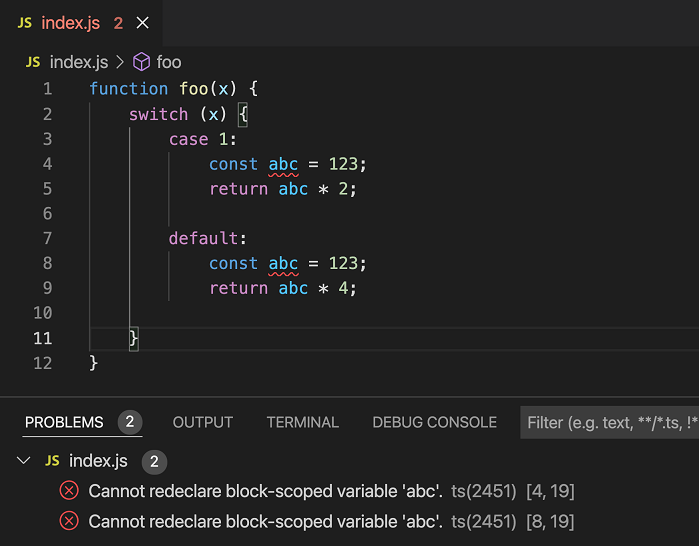 JS index.js 2 ×
JS index.js > foo
1 function foo(x) {
2     switch (x) {
3         case 1:
4             const abc = 123;
5             return abc * 2;
6
7         default:
8             const abc = 123;
9             return abc * 4;
10
11     }
12 }
PROBLEMS 2 OUTPUT TERMINAL DEBUG CONSOLE Filter (e.g. text, **/*.ts, !*
JS index.js 2
Cannot redeclare block-scoped variable 'abc'. ts(2451) [4, 19]
Cannot redeclare block-scoped variable 'abc'. ts(2451) [8, 19]